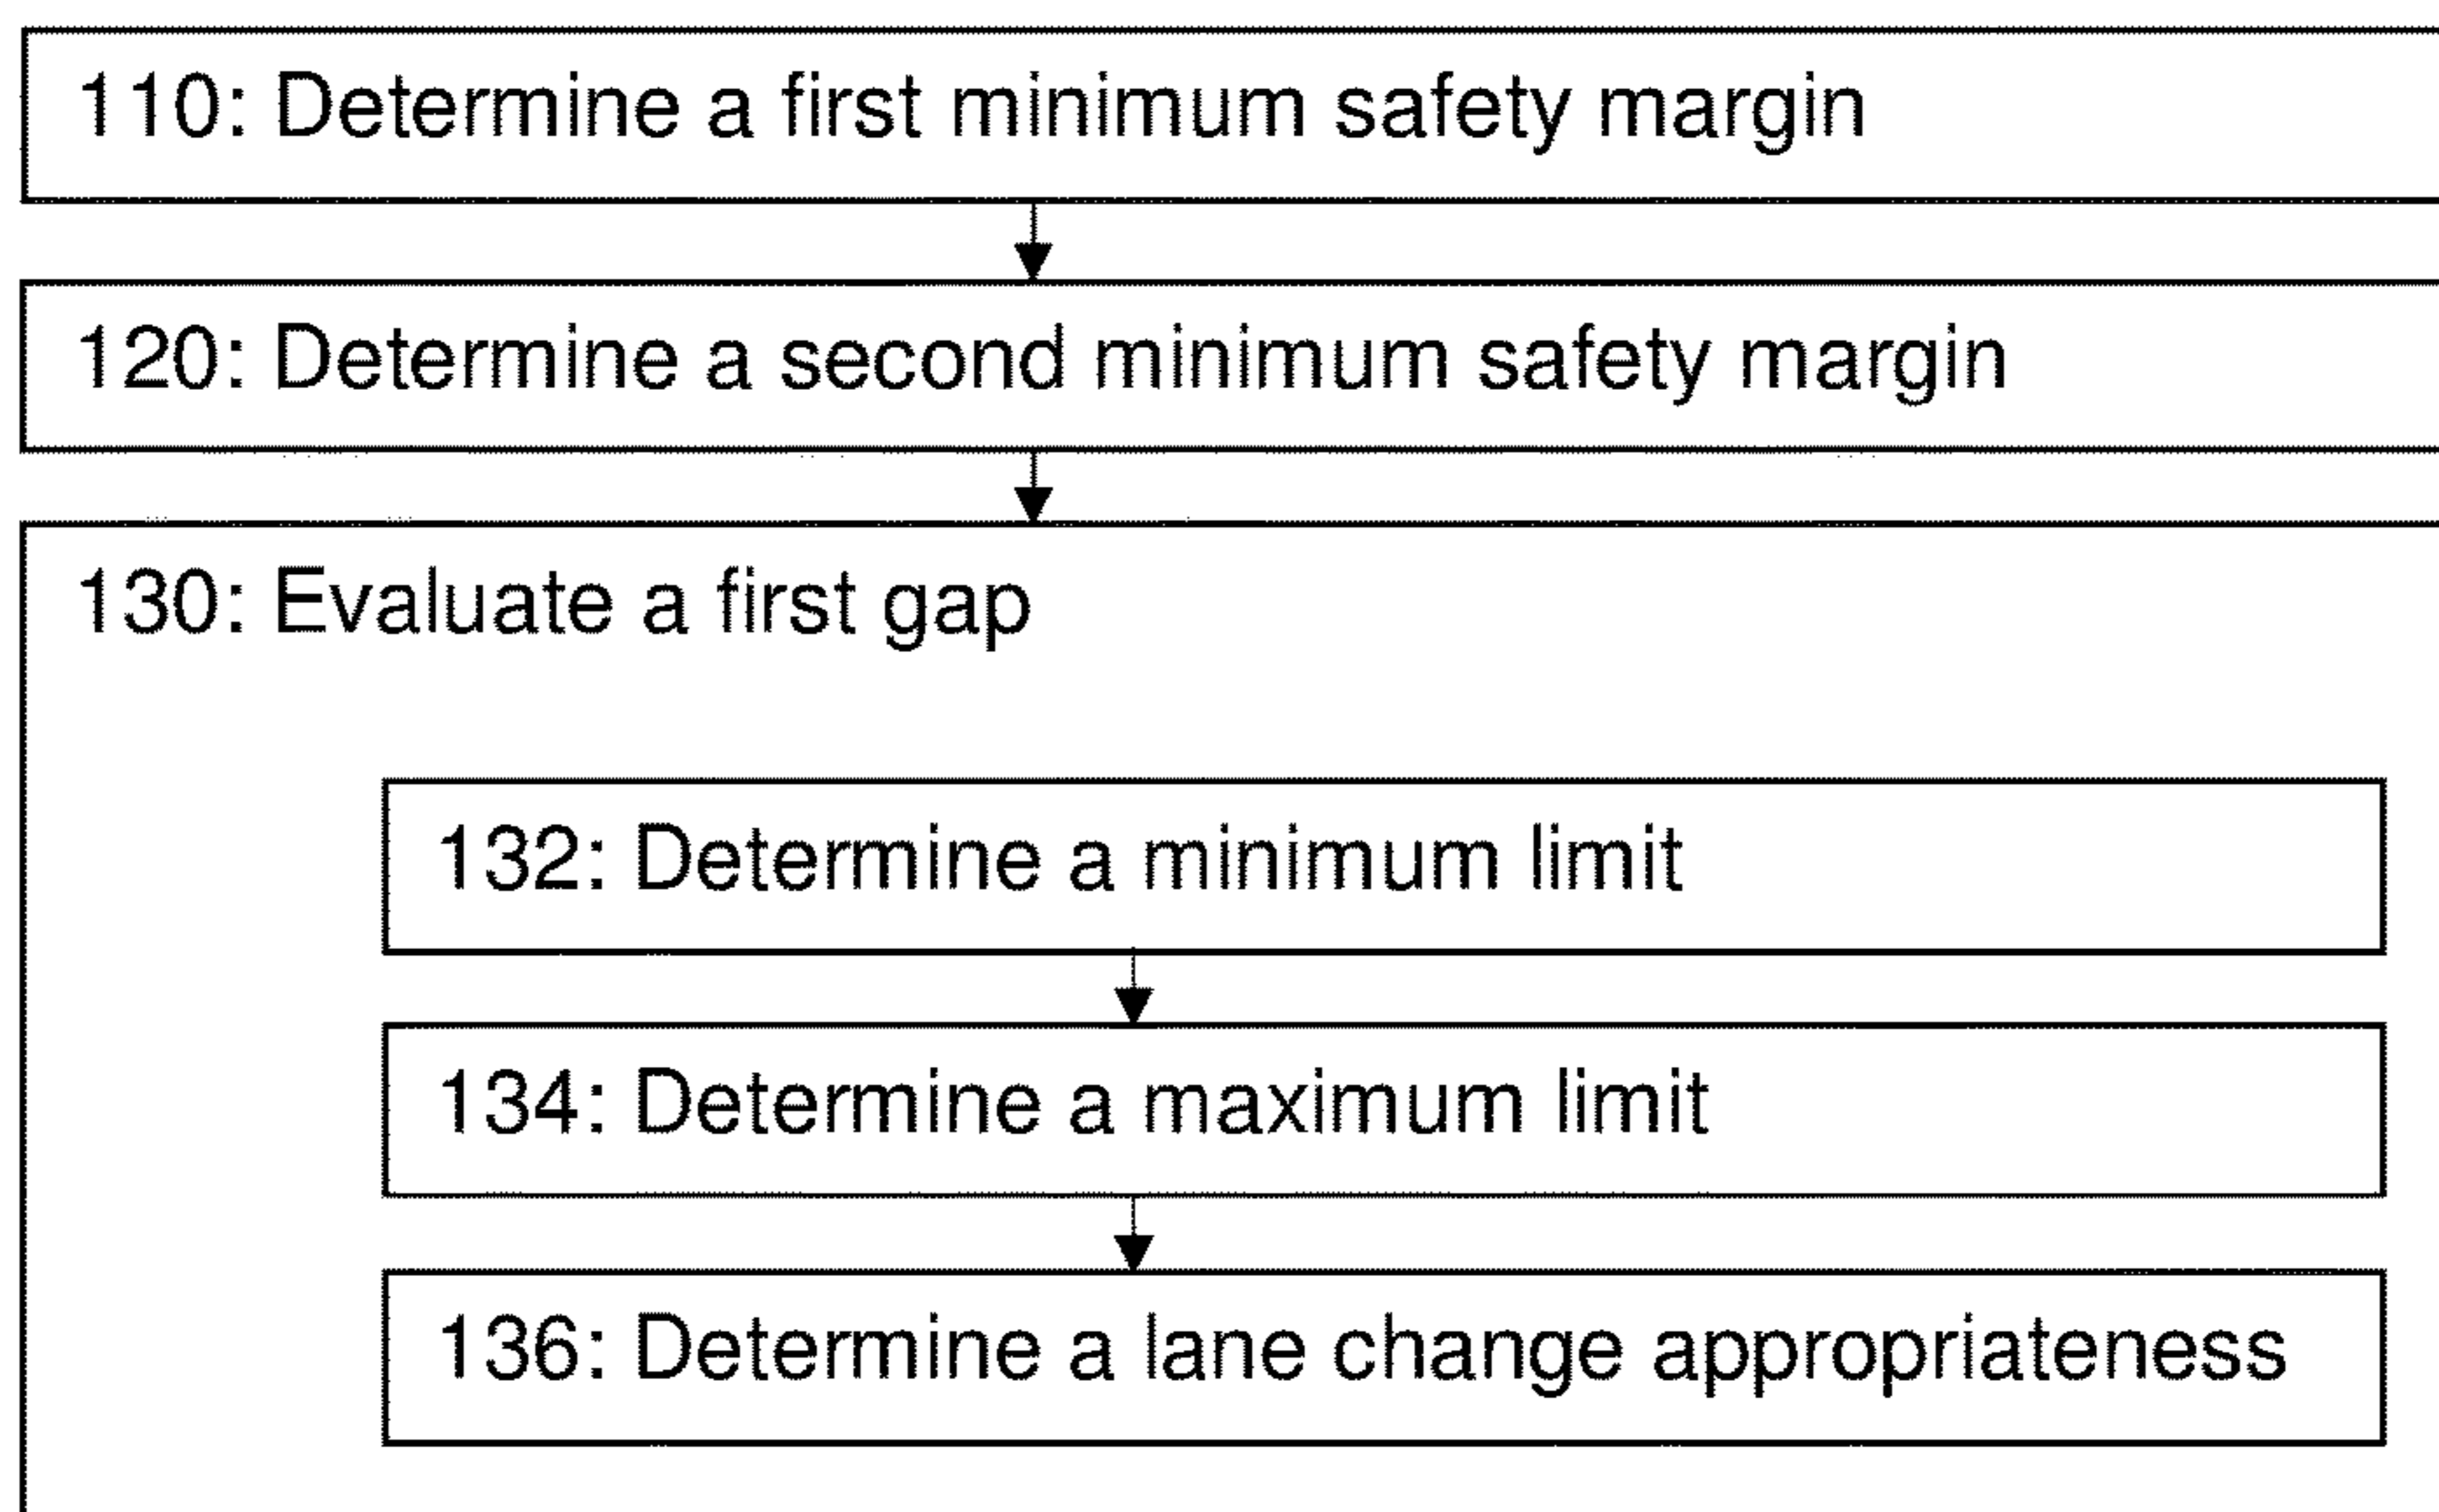 110: Determine a first minimum safety margin
120: Determine a second minimum safety margin
130: Evaluate a first gap
132: Determine a minimum limit
134: Determine a maximum limit
136: Determine a lane change appropriateness